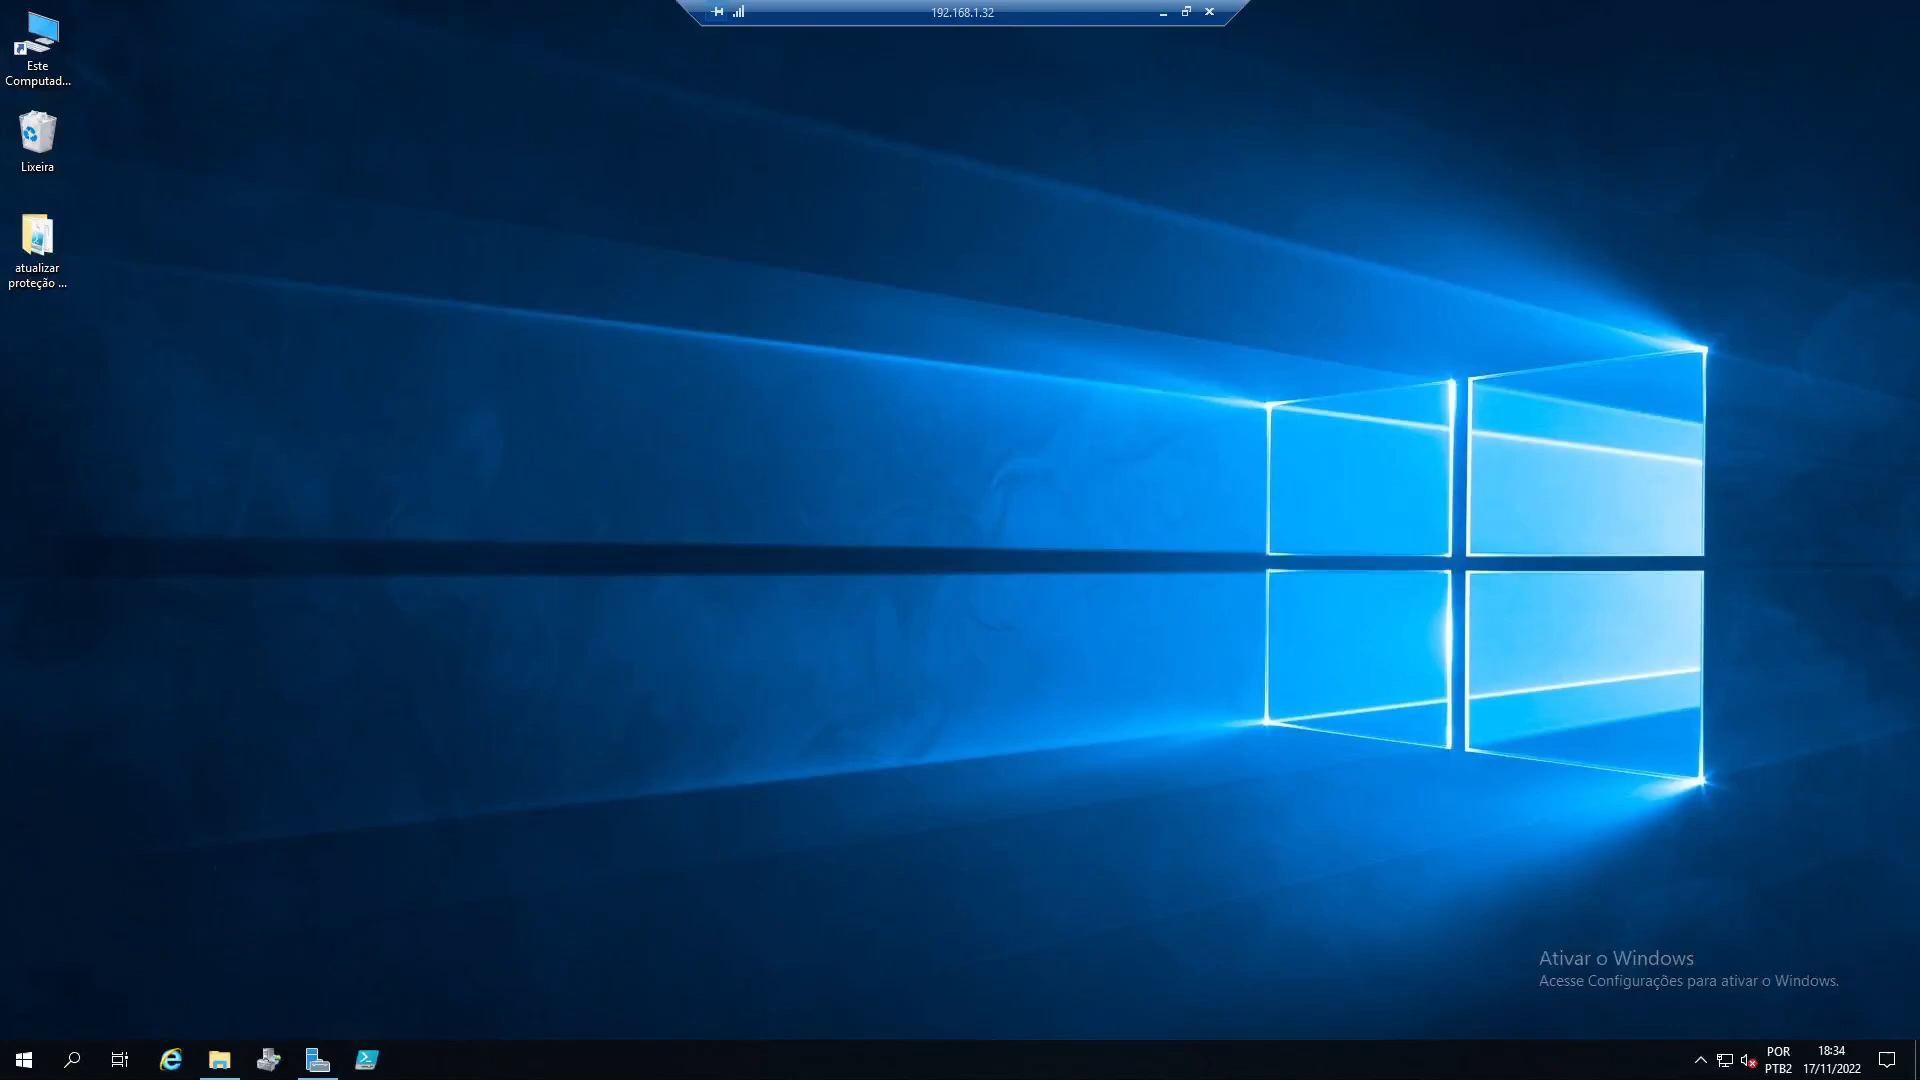 192.168.1.32
Este
Computad...
Lixeira
atualizar
proteção ...
Ativar o Windows
Acesse Configurações para ativar o Windows.
POR
PTB2
18:34
17/11/2022